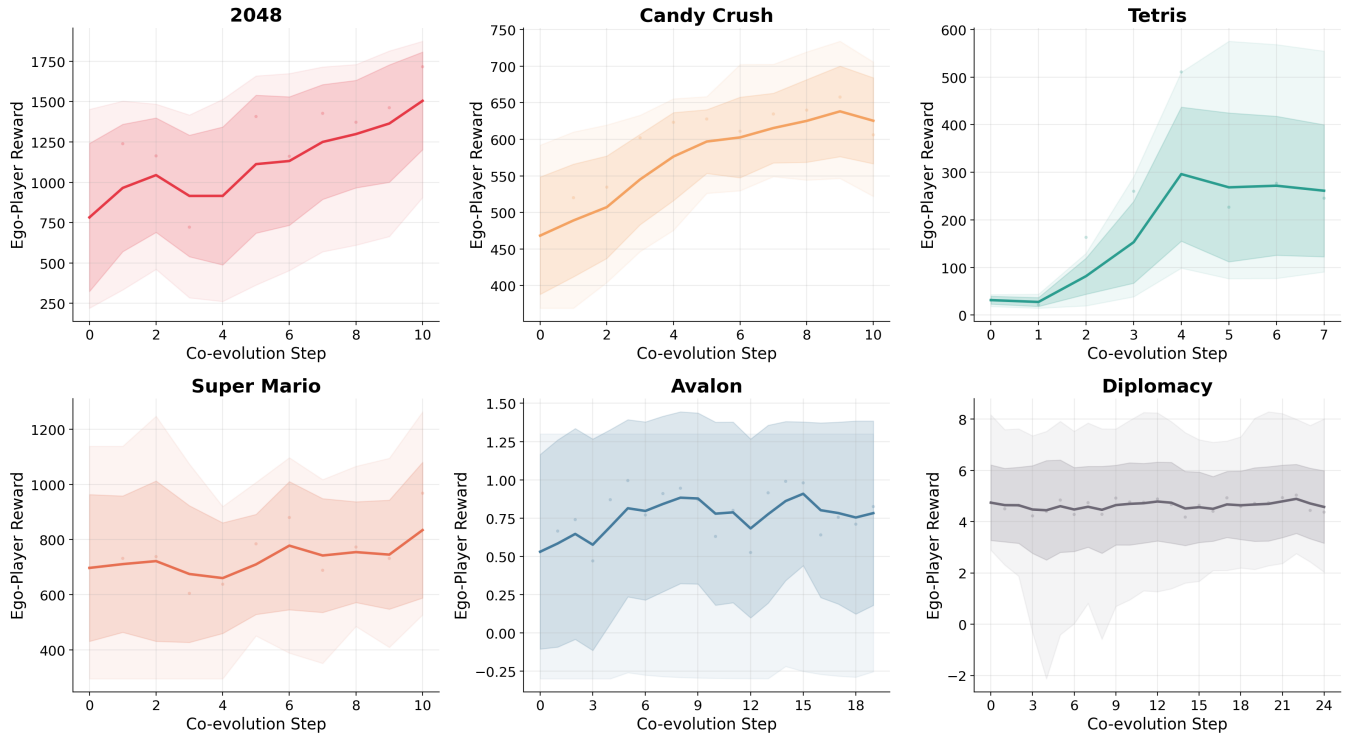 2048
Candy Crush
Tetris
Ego-Player Reward
1750
1500
1250
1000
750
500
250
0 2 4 6 8 10
Co-evolution Step
Ego-Player Reward
750
700
650
600
550
500
450
400
0 2 4 6 8 10
Co-evolution Step
Ego-Player Reward
600
500
400
300
200
100
0
0 1 2 3 4 5 6 7
Co-evolution Step
Super Mario
Avalon
Diplomacy
Ego-Player Reward
1200
1000
800
600
400
0 2 4 6 8 10
Co-evolution Step
Ego-Player Reward
1.50
1.25
1.00
0.75
0.50
0.25
0.00
−0.25
0 3 6 9 12 15 18
Co-evolution Step
Ego-Player Reward
8
6
4
2
0
−2
0 3 6 9 12 15 18 21 24
Co-evolution Step